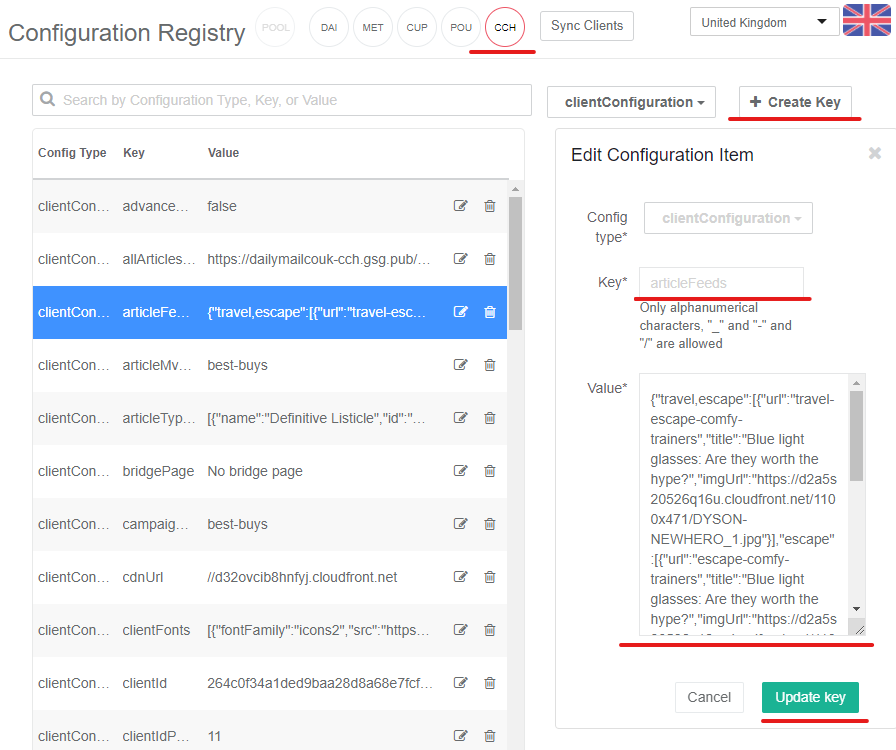 Configuration Registry
POOL
DAI
MET
CUP
POU
CCH
Sync Clients
United Kingdom
Search by Configuration Type, Key, or Value
clientConfiguration
+ Create Key
Config Type Key Value
clientCon... advance... false
clientCon... allArticles... https://dailymailcouk-cch.gsg.pub/...
clientCon... articleFe... {"travel,escape":[{"url":"travel-esc...
clientCon... articleMv... best-buys
clientCon... articleTyp... [{"name":"Definitive Listicle","id":"...
clientCon... bridgePage No bridge page
clientCon... campaig... best-buys
clientCon... cdnUrl //d32ovcib8hnfyj.cloudfront.net
clientCon... clientFonts [{"fontFamily":"icons2","src":"https...
clientCon... clientId 264c0f34a1ded9baa28d8a68e7fcf...
clientCon... clientIdP... 11
Edit Configuration Item
Config
type*
clientConfiguration
Key*
articleFeeds
Only alphanumerical
characters, "_" and "-" and
"/" are allowed
Value*
{"travel,escape":[{"url":"travel-
escape-comfy-
trainers","title":"Blue light
glasses: Are they worth the
hype?","imgUrl":"https://d2a5s
20526q16u.cloudfront.net/110
0x471/DYSON-
NEWHERO_1.jpg"}],"escape"
:[{"url":"escape-comfy-
trainers","title":"Blue light
glasses: Are they worth the
hype?","imgUrl":"https://d2a5s
Cancel
Update key